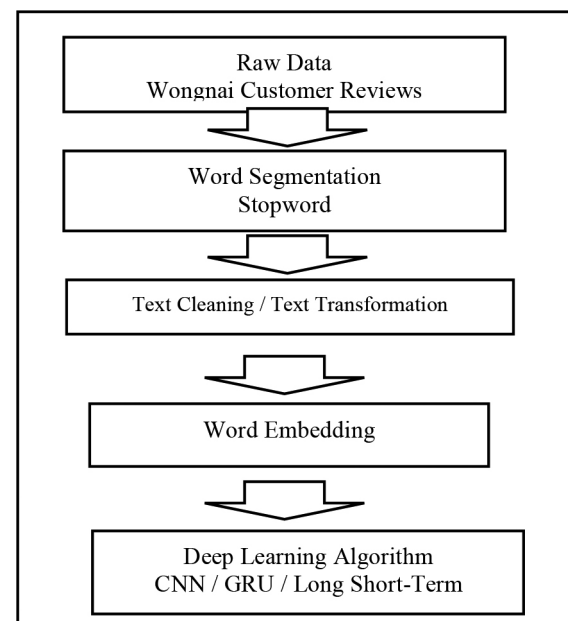 Raw Data
Wongnai Customer Reviews
Word Segmentation
Stopword
Text Cleaning / Text Transformation
Word Embedding
Deep Learning Algorithm
CNN / GRU / Long Short-Term